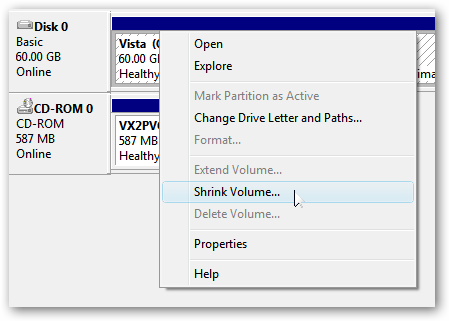 Disk 0
Basic
60.00 GB
Online
Vista
60.00 G
Healthy
CD-ROM 0
CD-ROM
587 MB
Online
VX2PV
587 MB
Healthy
Open
Explore
Mark Partition as Active
Change Drive Letter and Paths...
Format...
Extend Volume...
Shrink Volume...
Delete Volume...
Properties
Help